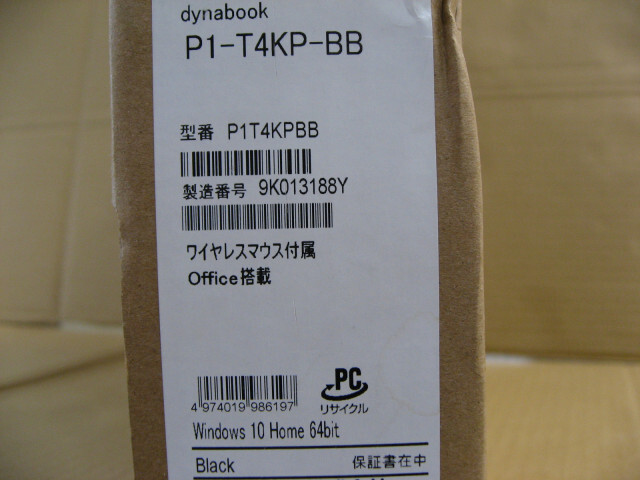 dynabook
P1-T4KP-BB
型番 P1T4KPBB
製造番号 9K013188Y
ワイヤレスマウス付属
Office搭載
PC
リサイクル
4 974019 986197
Windows 10 Home 64bit
Black 保証書在中